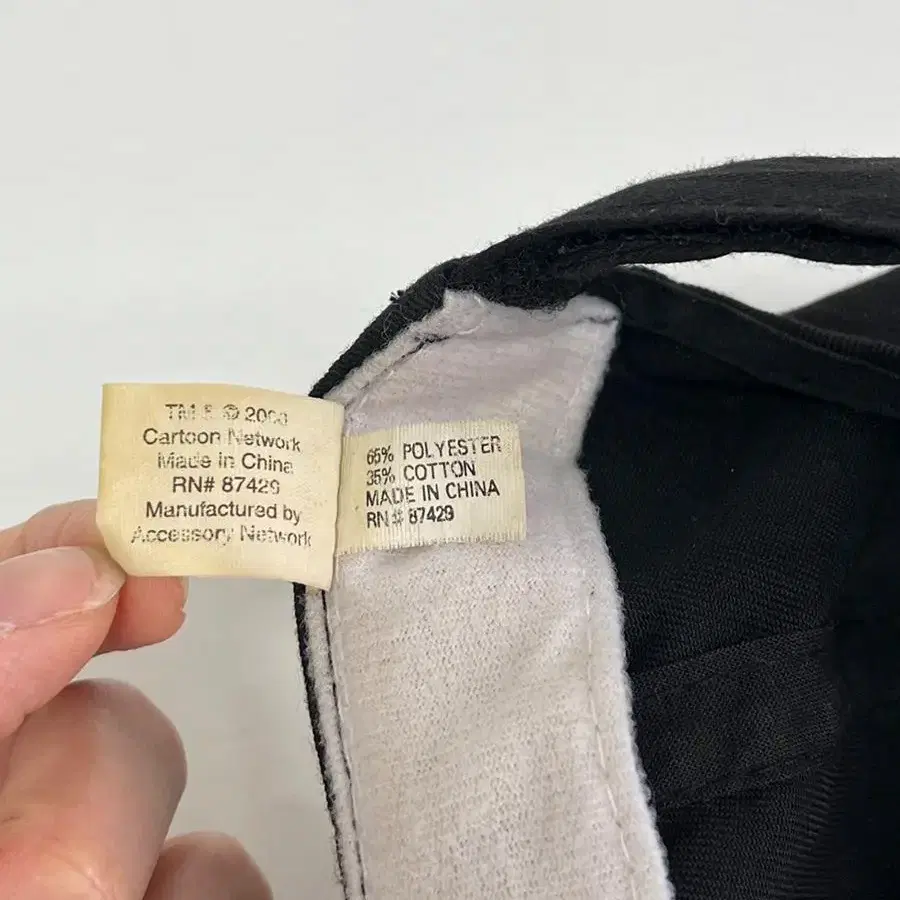 TM & © 2000
Cartoon Network
Made in China
RN# 87429
Manufactured by
Accessory Network
65% POLYESTER
35% COTTON
MADE IN CHINA
RN# 87429